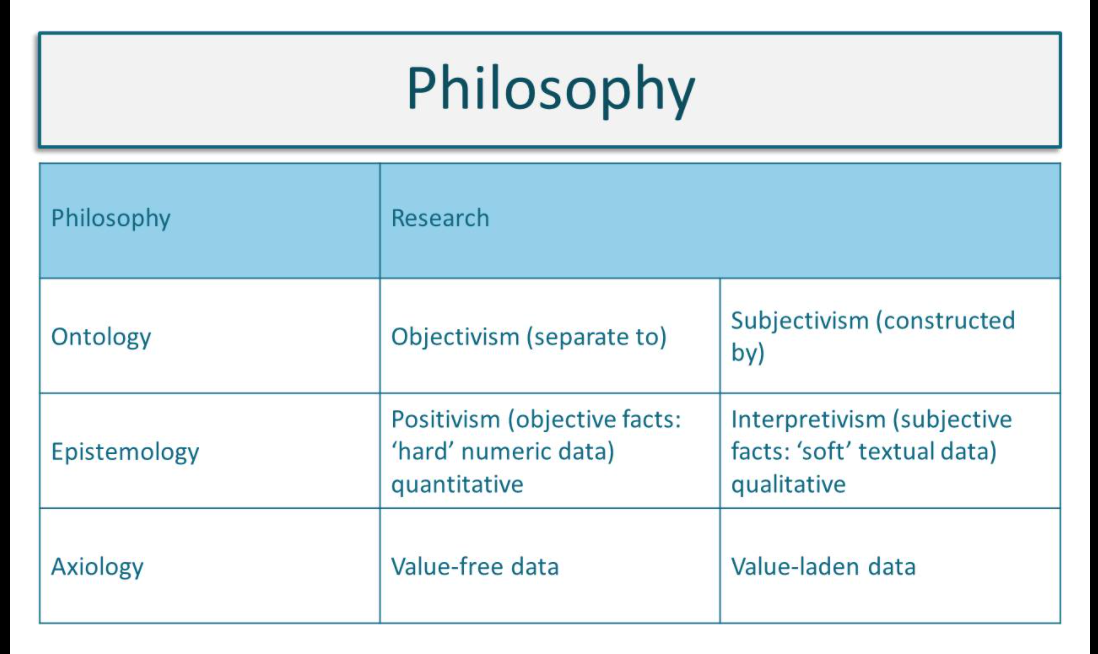 Philosophy
Philosophy
Research
Ontology
Objectivism (separate to)
Subjectivism (constructed
by)
Epistemology
Positivism (objective facts:
‘hard’ numeric data)
quantitative
Interpretivism (subjective
facts: ‘soft’ textual data)
qualitative
Axiology
Value-free data
Value-laden data